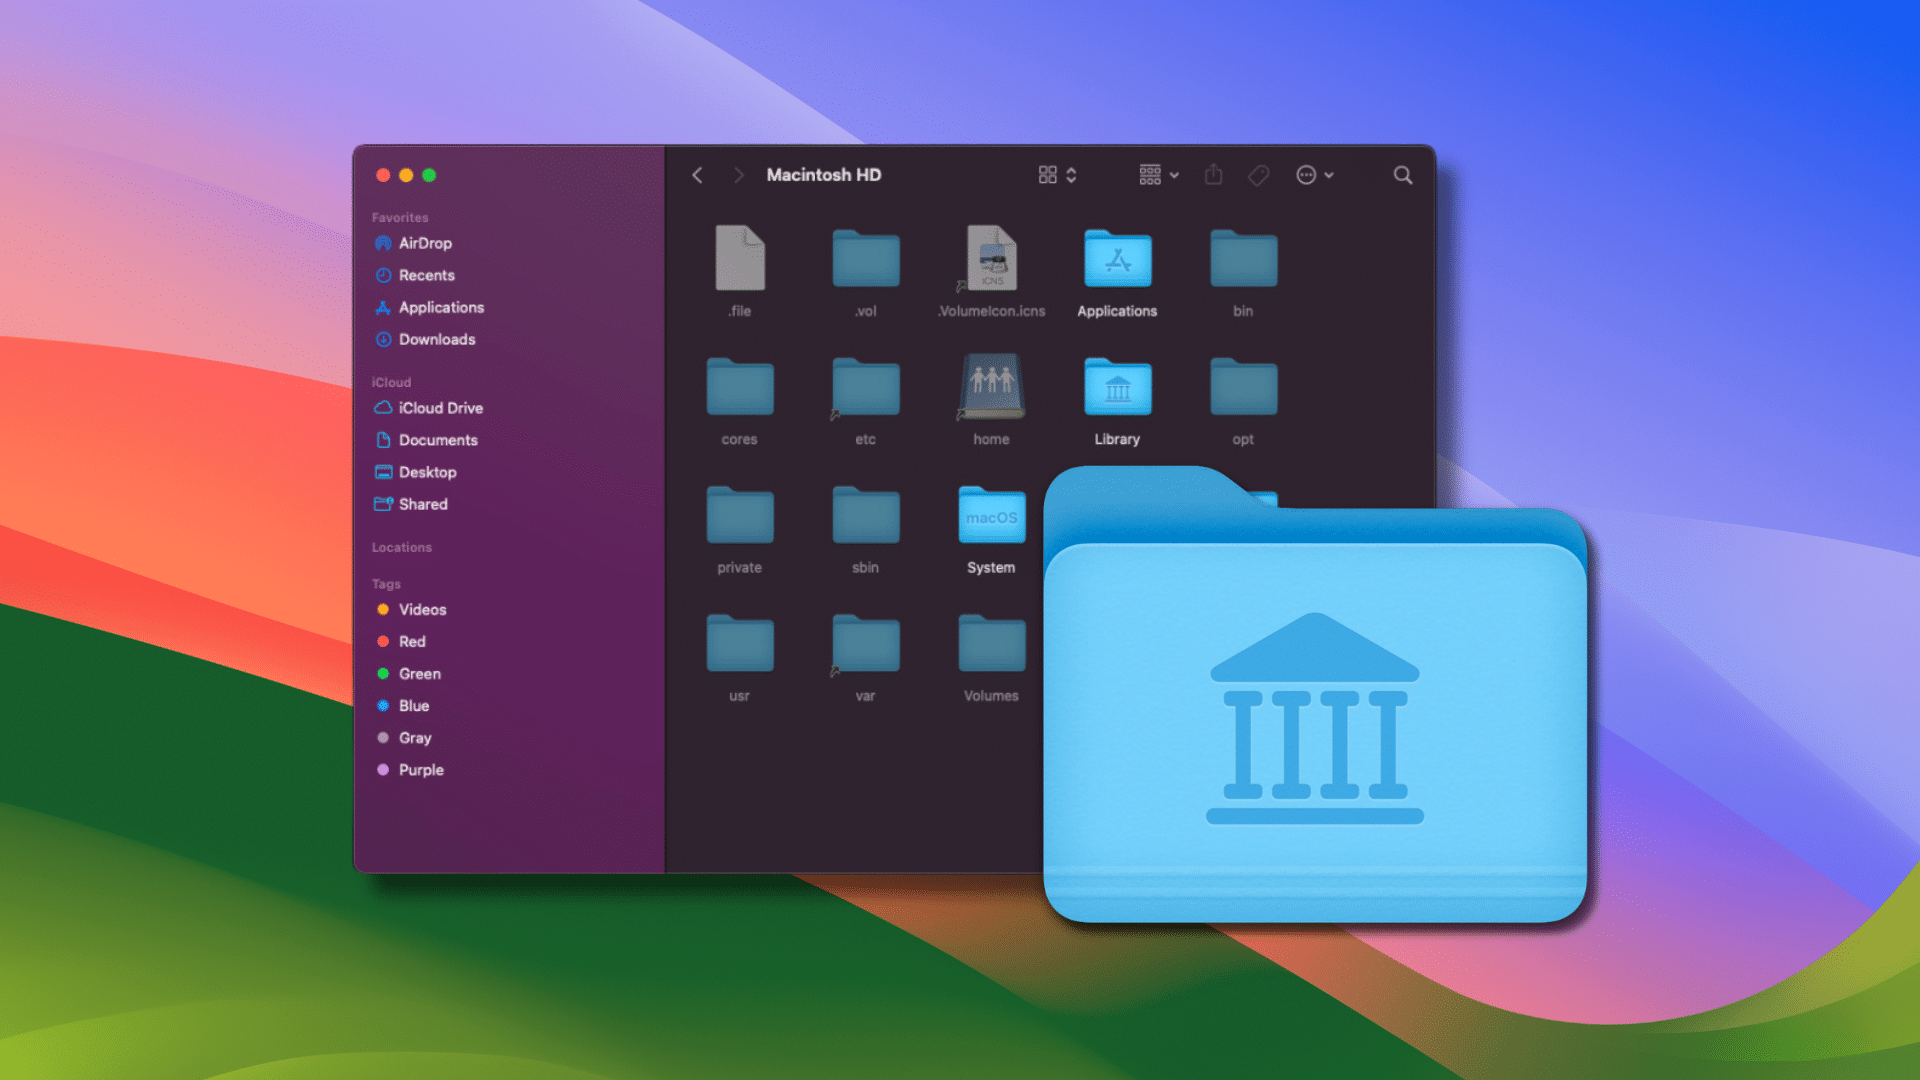 Macintosh HD
Favorites
AirDrop
Recents
Applications
Downloads
iCloud
iCloud Drive
Documents
Desktop
Shared
Locations
Tags
Videos
Red
Green
Blue
Gray
Purple
ICNS
.file
.vol
.VolumeIcon.icns
Applications
bin
cores
etc
home
Library
opt
macOS
private
sbin
System
usr
var
Volumes